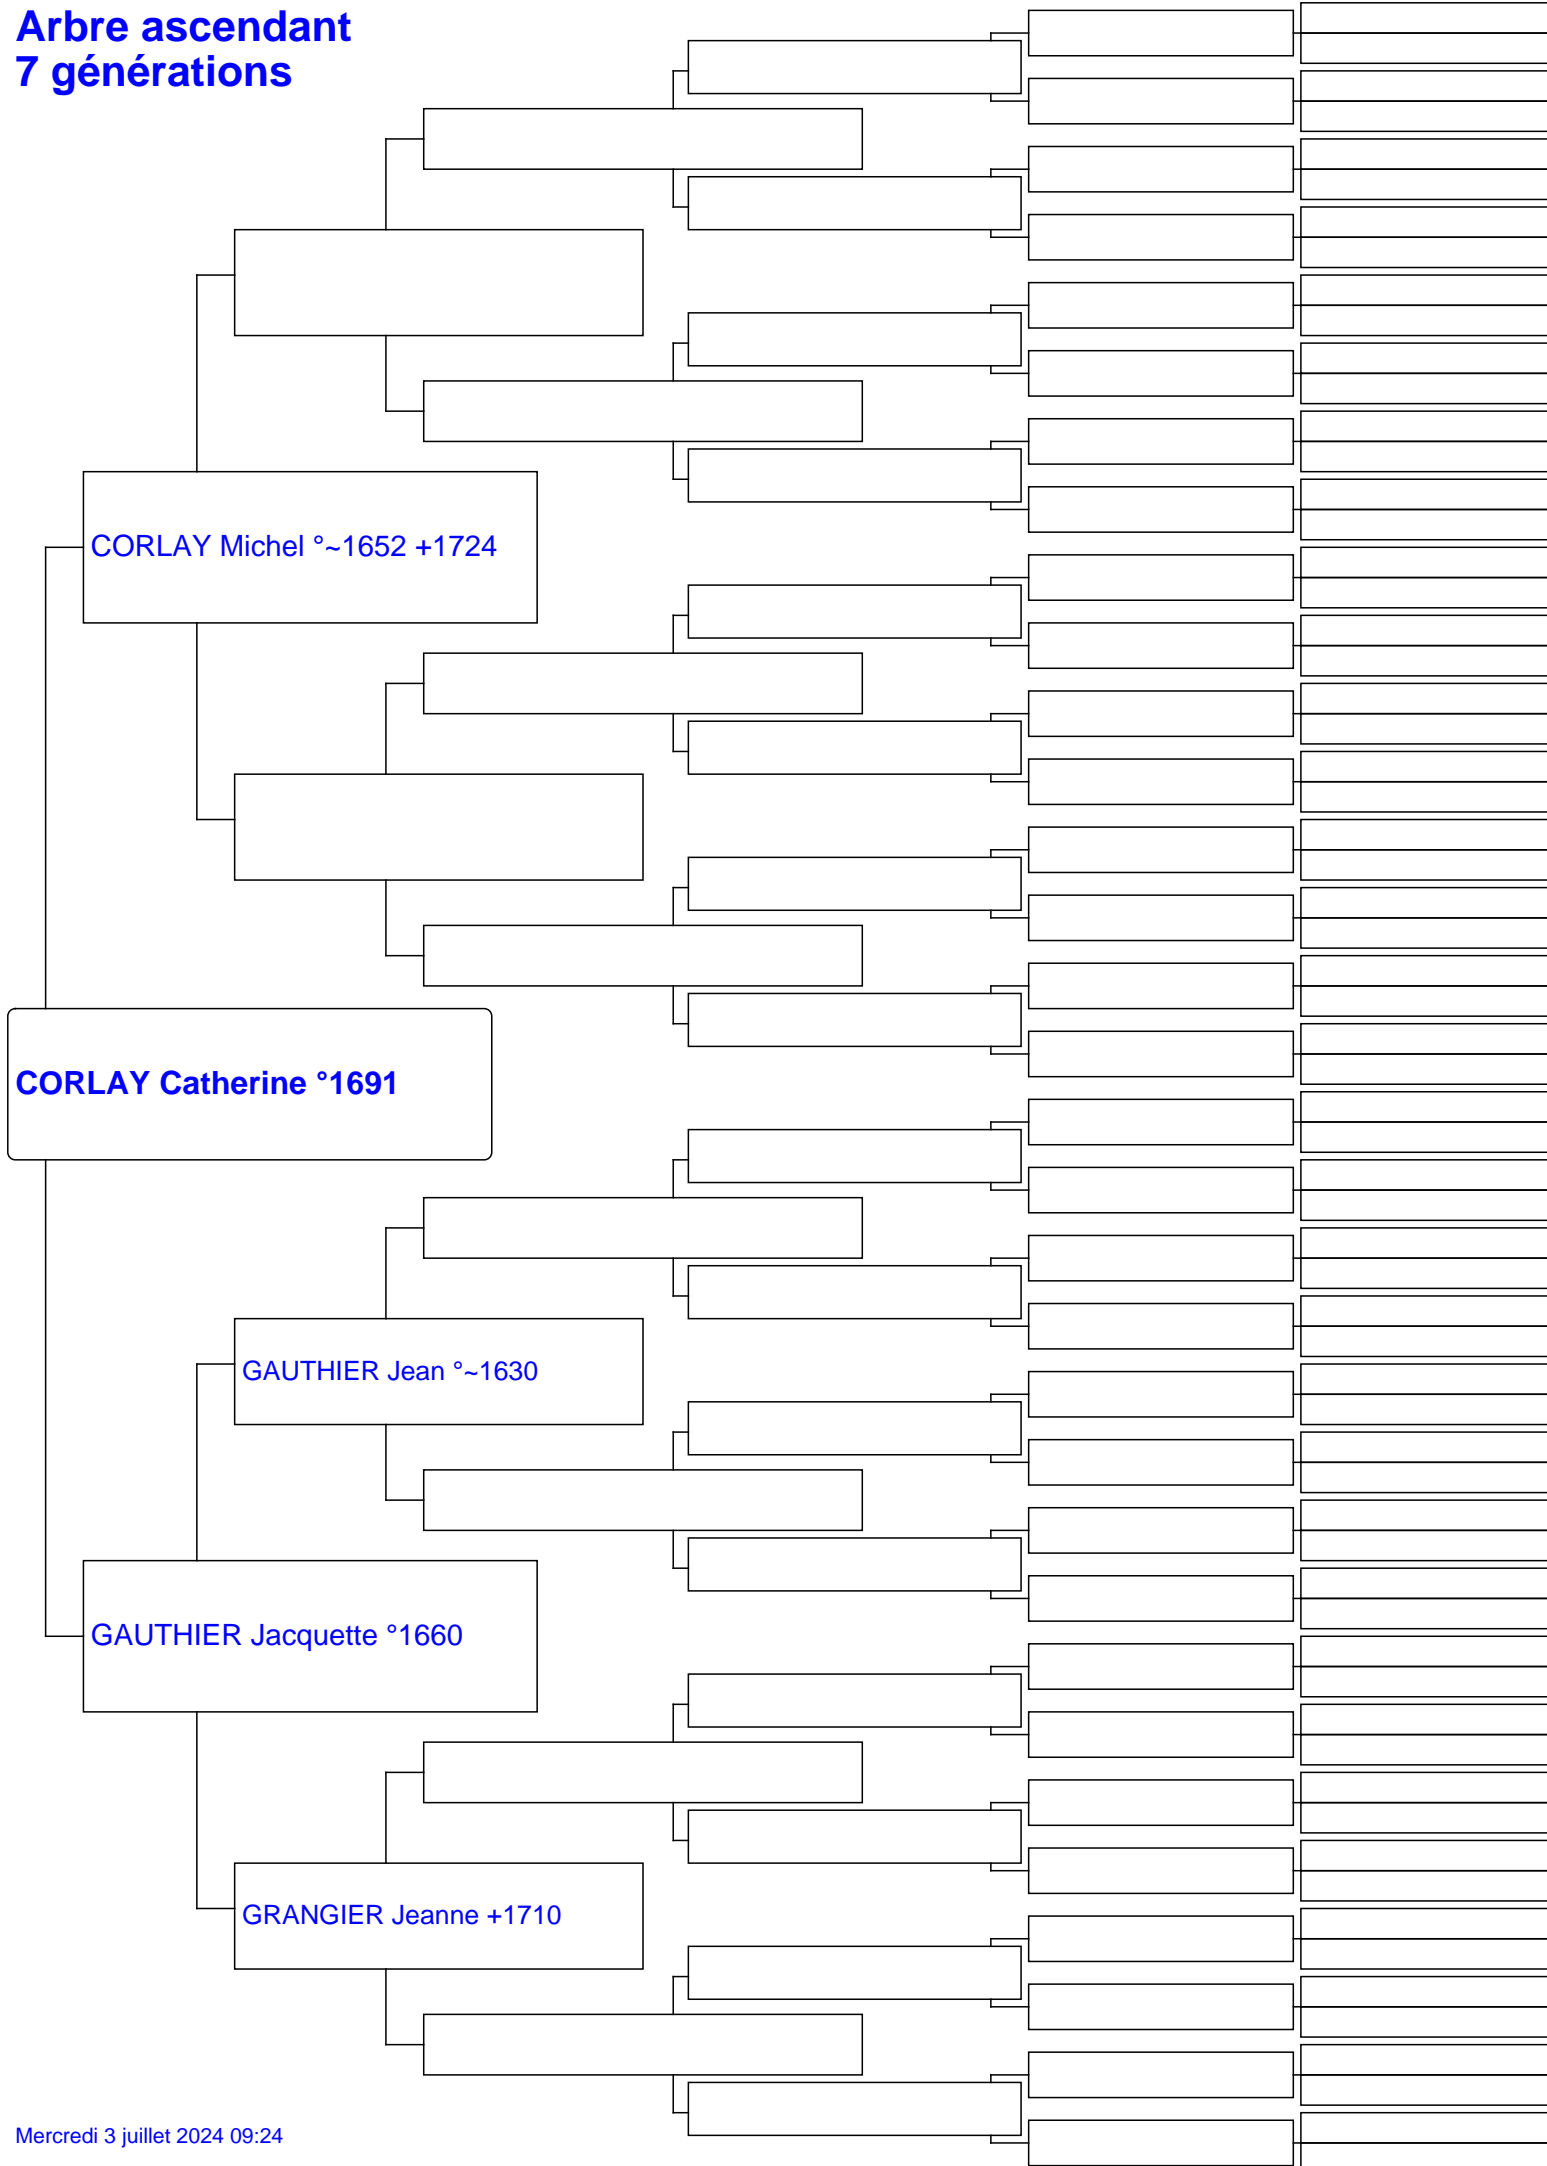 Arbre ascendant
7 générations
CORLAY Michel °~1652 +1724
CORLAY Catherine °1691
GAUTHIER Jean °~1630
GAUTHIER Jacquette °1660
GRANGIER Jeanne +1710
Mercredi 3 juillet 2024 09:24